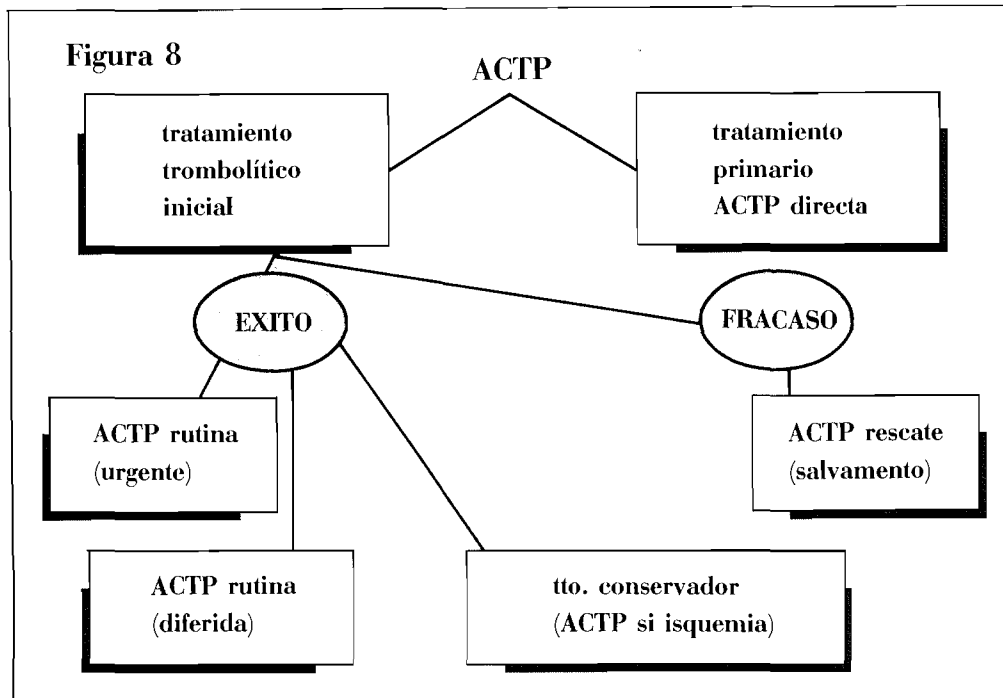 Figura 8
ACTP
tratamiento
trombolítico
inicial
tratamiento
primario
ACTP directa
EXITO
FRACASO
ACTP rutina
(urgente)
ACTP rescate
(salvamento)
ACTP rutina
(diferida)
tto. conservador
(ACTP si isquemia)